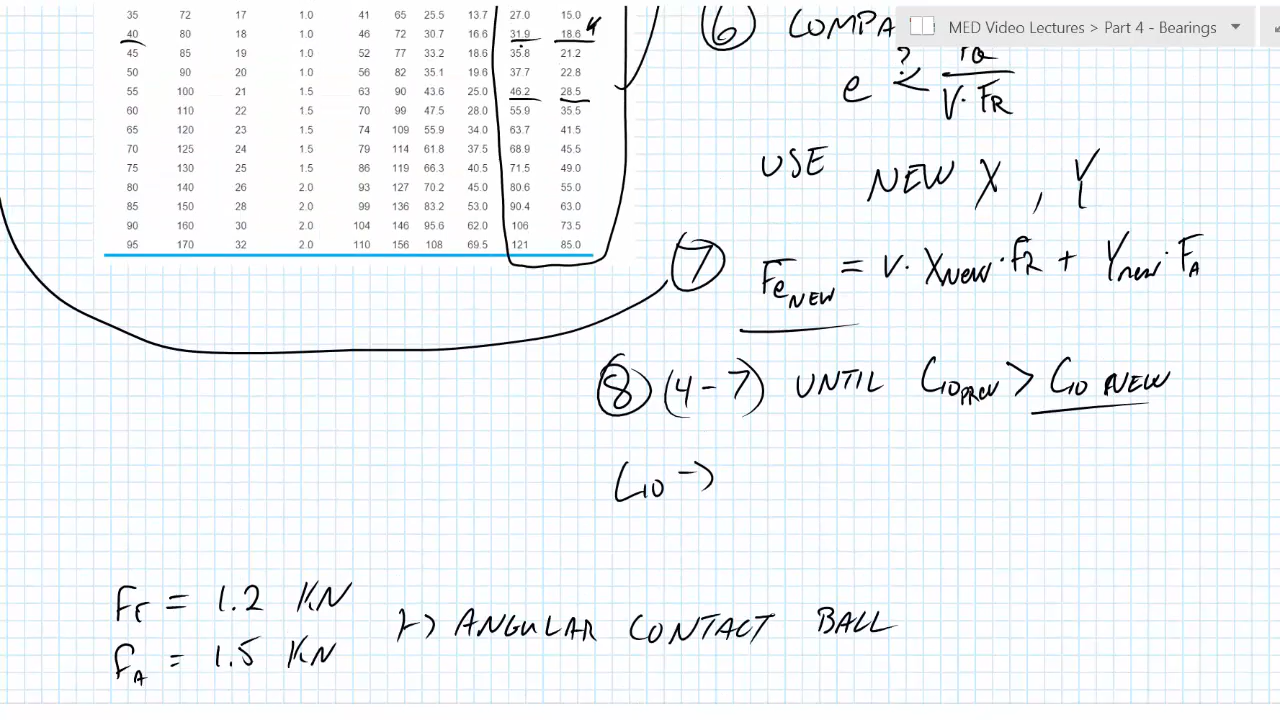 MED Video Lectures > Part 4 - Bearings
35 72 17 1.0 41 65 25.5 13.7 27.0 15.0
40 80 18 1.0 46 72 30.7 16.6 31.9 18.6
45 85 19 1.0 52 77 33.2 18.6 35.8 21.2
50 90 20 1.0 56 82 35.1 19.6 37.7 22.8
55 100 21 1.5 63 90 43.6 25.0 46.2 28.5
60 110 22 1.5 70 99 47.5 28.0 55.9 35.5
65 120 23 1.5 74 109 55.9 34.0 63.7 41.5
70 125 24 1.5 79 114 61.8 37.5 68.9 45.5
75 130 25 1.5 86 119 66.3 40.5 71.5 49.0
80 140 26 2.0 93 127 70.2 45.0 80.6 55.0
85 150 28 2.0 99 136 83.2 53.0 90.4 63.0
90 160 30 2.0 104 146 95.6 62.0 106 73.5
95 170 32 2.0 110 156 108 69.5 121 85.0
6 COMPA
e <?
V·FR
USE NEW X, Y
7 FeNEW = V·XNEW·FR + YNEW·FA
8 (4-7) UNTIL C10PREV > C10 NEW
C10 →
= 1.2 KN
FA = 1.5 KN
ANGULAR CONTACT BALL